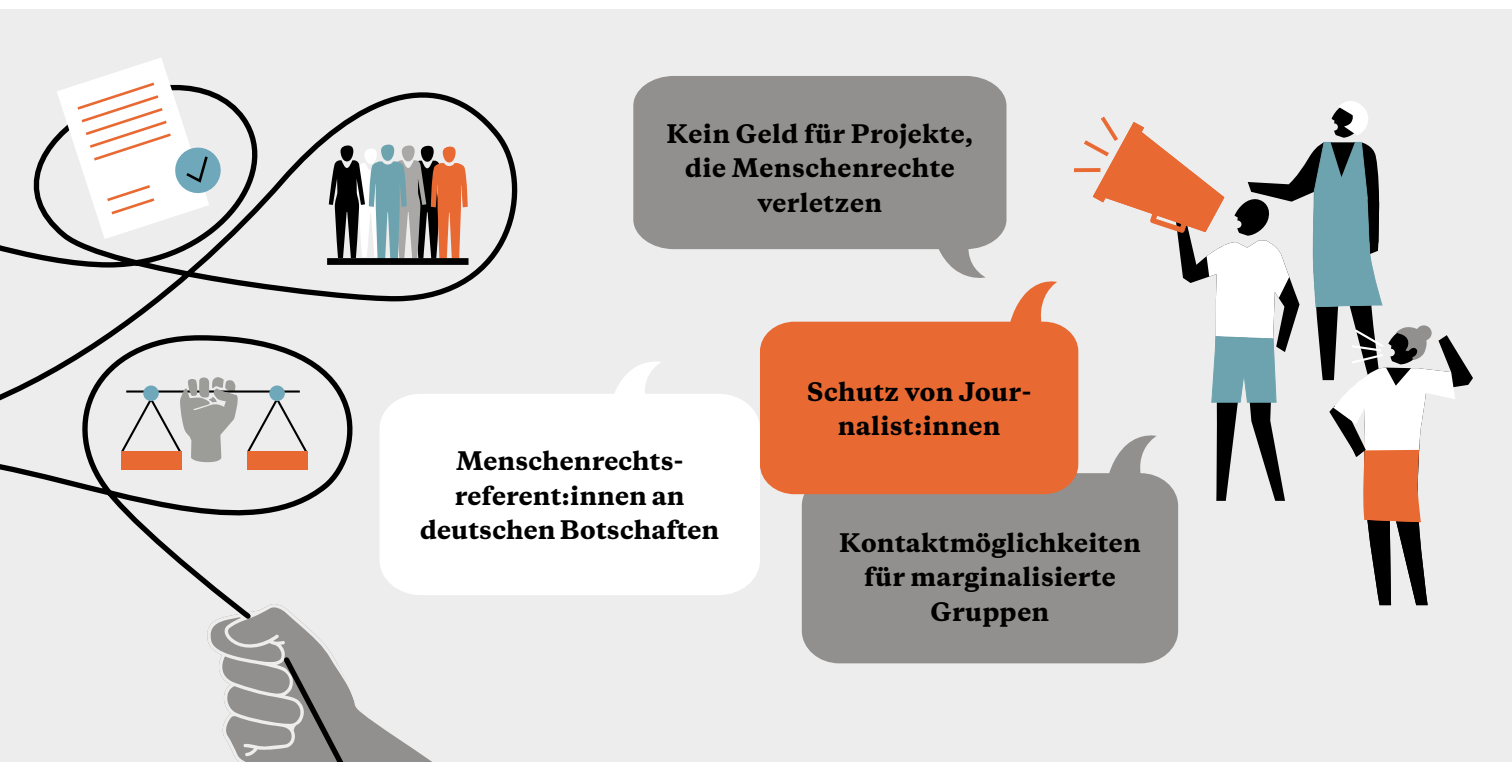 Kein Geld für Projekte,
die Menschenrechte
verletzen
Schutz von Jour-
nalist:innen
Menschenrechts-
referent:innen an
deutschen Botschaften
Kontaktmöglichkeiten
für marginalisierte
Gruppen